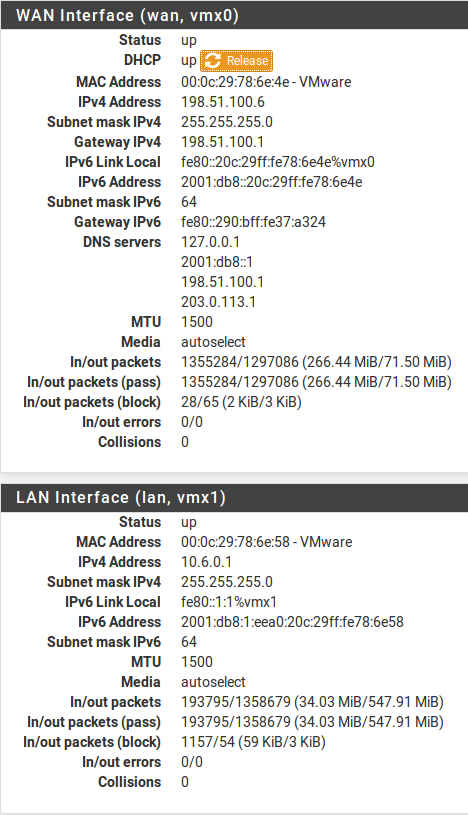 WAN Interface (wan, vmx0)
Status up
DHCP up Release
MAC Address 00:0c:29:78:6e:4e - VMware
IPv4 Address 198.51.100.6
Subnet mask IPv4 255.255.255.0
Gateway IPv4 198.51.100.1
IPv6 Link Local fe80::20c:29ff:fe78:6e4e%vmx0
IPv6 Address 2001:db8::20c:29ff:fe78:6e4e
Subnet mask IPv6 64
Gateway IPv6 fe80::290:bff:fe37:a324
DNS servers 127.0.0.1
2001:db8::1
198.51.100.1
203.0.113.1
MTU 1500
Media autoselect
In/out packets 1355284/1297086 (266.44 MiB/71.50 MiB)
In/out packets (pass) 1355284/1297086 (266.44 MiB/71.50 MiB)
In/out packets (block) 28/65 (2 KiB/3 KiB)
In/out errors 0/0
Collisions 0
LAN Interface (lan, vmx1)
Status up
MAC Address 00:0c:29:78:6e:58 - VMware
IPv4 Address 10.6.0.1
Subnet mask IPv4 255.255.255.0
IPv6 Link Local fe80::1:1%vmx1
IPv6 Address 2001:db8:1:eea0:20c:29ff:fe78:6e58
Subnet mask IPv6 64
MTU 1500
Media autoselect
In/out packets 193795/1358679 (34.03 MiB/547.91 MiB)
In/out packets (pass) 193795/1358679 (34.03 MiB/547.91 MiB)
In/out packets (block) 1157/54 (59 KiB/3 KiB)
In/out errors 0/0
Collisions 0